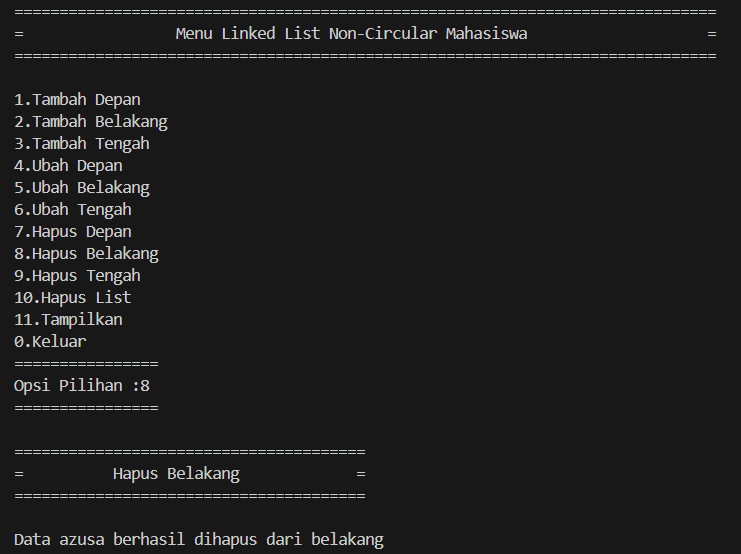 ==============================================================================
=                 Menu Linked List Non-Circular Mahasiswa                    =
==============================================================================
1.Tambah Depan
2.Tambah Belakang
3.Tambah Tengah
4.Ubah Depan
5.Ubah Belakang
6.Ubah Tengah
7.Hapus Depan
8.Hapus Belakang
9.Hapus Tengah
10.Hapus List
11.Tampilkan
0.Keluar
================
Opsi Pilihan :8
================
=======================================
=          Hapus Belakang             =
=======================================
Data azusa berhasil dihapus dari belakang